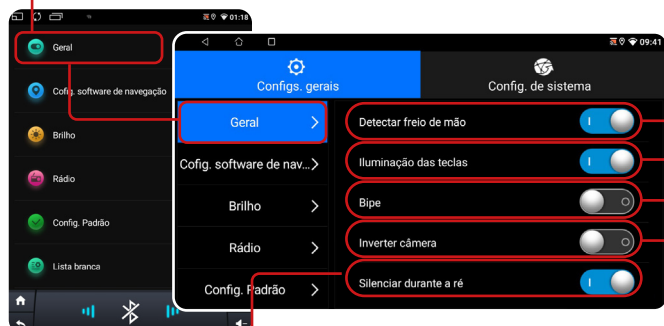 01:18
Geral
Cofig. software de navegação
Brilho
Rádio
Config. Padrão
Lista branca
09:41
Configs. gerais
Config. de sistema
Geral
Cofig. software de nav...
Brilho
Rádio
Config. Padrão
Detectar freio de mão
Iluminação das teclas
Bipe
Inverter câmera
Silenciar durante a ré